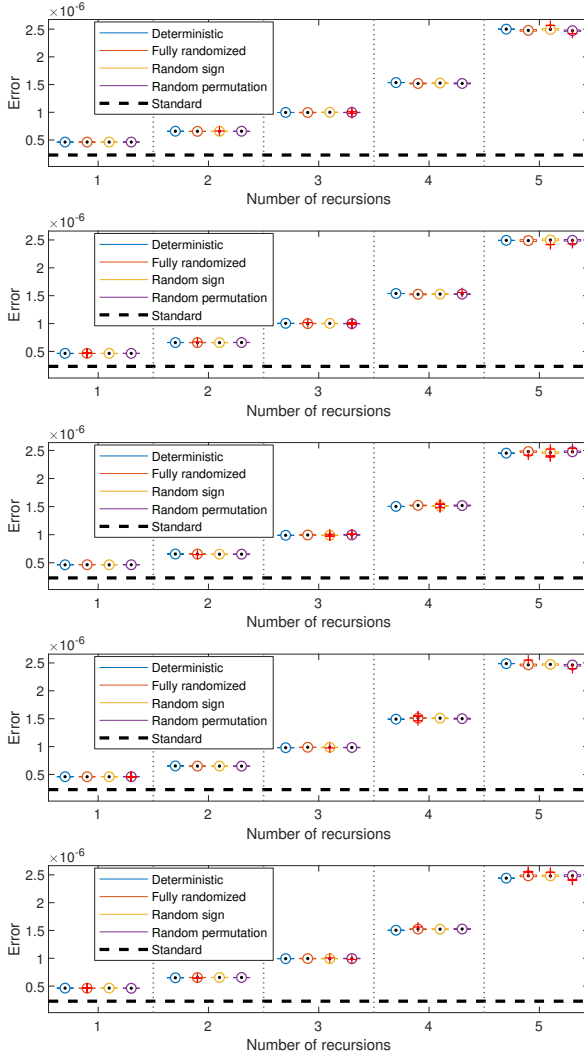 ×10⁻⁶
2.5
2
1.5
1
0.5
Error
Deterministic
Fully randomized
Random sign
Random permutation
Standard
1 2 3 4 5
Number of recursions
×10⁻⁶
2.5
2
1.5
1
0.5
Error
Deterministic
Fully randomized
Random sign
Random permutation
Standard
1 2 3 4 5
Number of recursions
×10⁻⁶
2.5
2
1.5
1
0.5
Error
Deterministic
Fully randomized
Random sign
Random permutation
Standard
1 2 3 4 5
Number of recursions
×10⁻⁶
2.5
2
1.5
1
0.5
Error
Deterministic
Fully randomized
Random sign
Random permutation
Standard
1 2 3 4 5
Number of recursions
×10⁻⁶
2.5
2
1.5
1
0.5
Error
Deterministic
Fully randomized
Random sign
Random permutation
Standard
1 2 3 4 5
Number of recursions